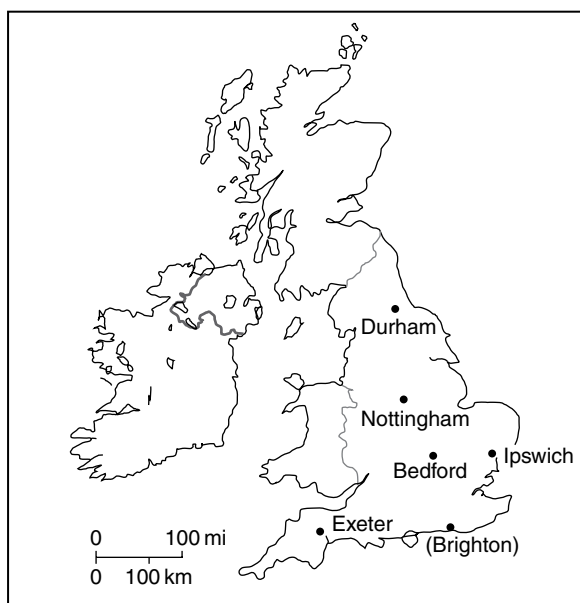 Durham
Nottingham
Ipswich
Bedford
Exeter
(Brighton)
0 100 mi
0 100 km